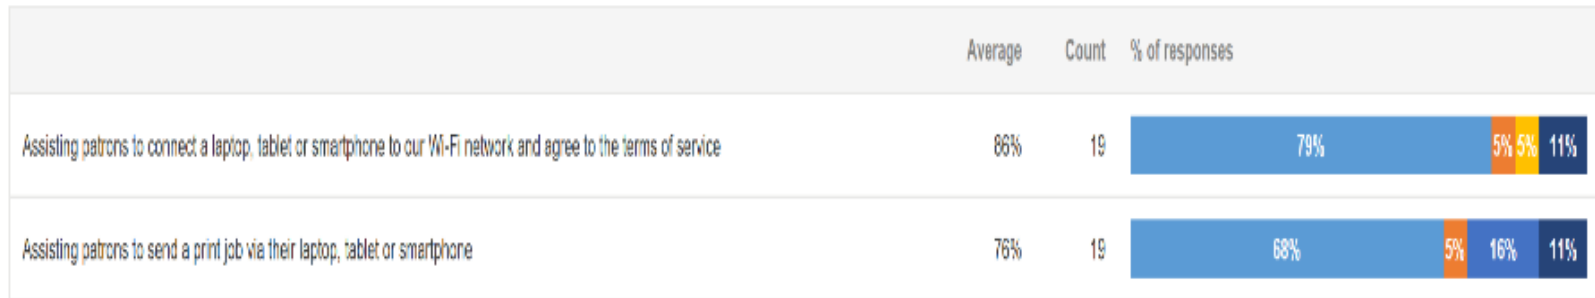 Average Count % of responses
Assisting patrons to connect a laptop, tablet or smartphone to our Wi-Fi network and agree to the terms of service 86% 19 79% 5% 5% 11%
Assisting patrons to send a print job via their laptop, tablet or smartphone 76% 19 68% 5% 16% 11%